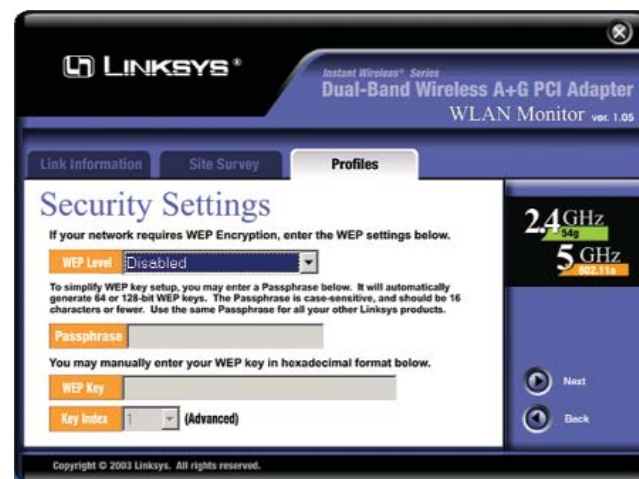 LINKSYS®
Instant Wireless® Series
Dual-Band Wireless A+G PCI Adapter
WLAN Monitor ver. 1.05
Link Information
Site Survey
Profiles
Security Settings
If your network requires WEP Encryption, enter the WEP settings below.
WEP Level Disabled
To simplify WEP key setup, you may enter a Passphrase below. It will automatically
generate 64 or 128-bit WEP keys. The Passphrase is case-sensitive, and should be 16
characters or fewer. Use the same Passphrase for all your other Linksys products.
Passphrase
You may manually enter your WEP key in hexadecimal format below.
WEP Key
Key Index 1 (Advanced)
2.4GHz
54g
5 GHz
802.11a
Next
Back
Copyright © 2003 Linksys. All rights reserved.